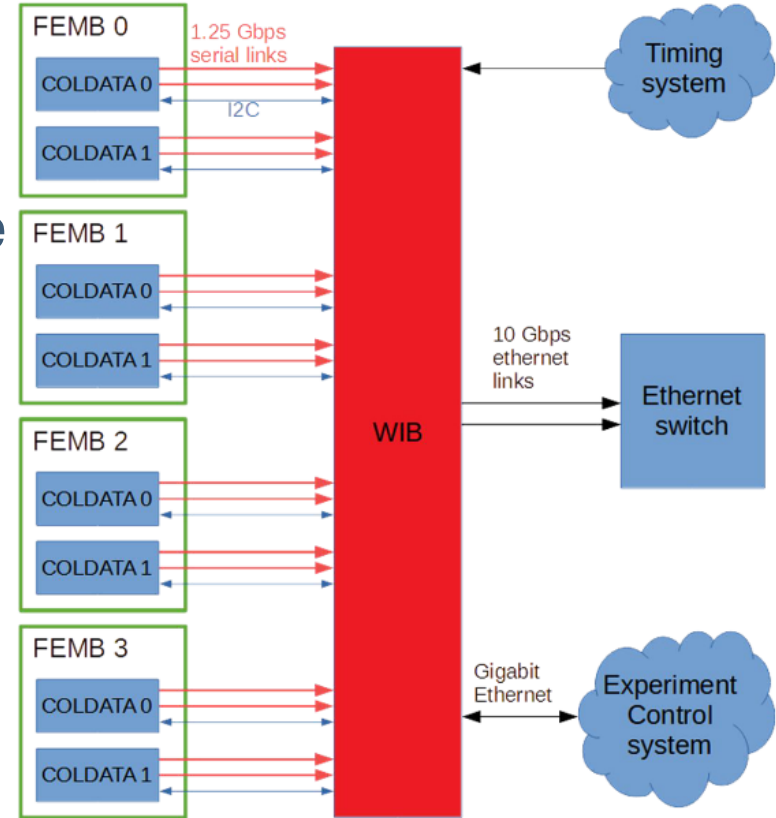 FEMB 0
1.25 Gbps
serial links
COLDATA 0
I2C
COLDATA 1
e
FEMB 1
COLDATA 0
COLDATA 1
FEMB 2
COLDATA 0
COLDATA 1
FEMB 3
COLDATA 0
COLDATA 1
WIB
Timing
system
10 Gbps
ethernet
links
Ethernet
switch
Gigabit
Ethernet
Experiment
Control
system